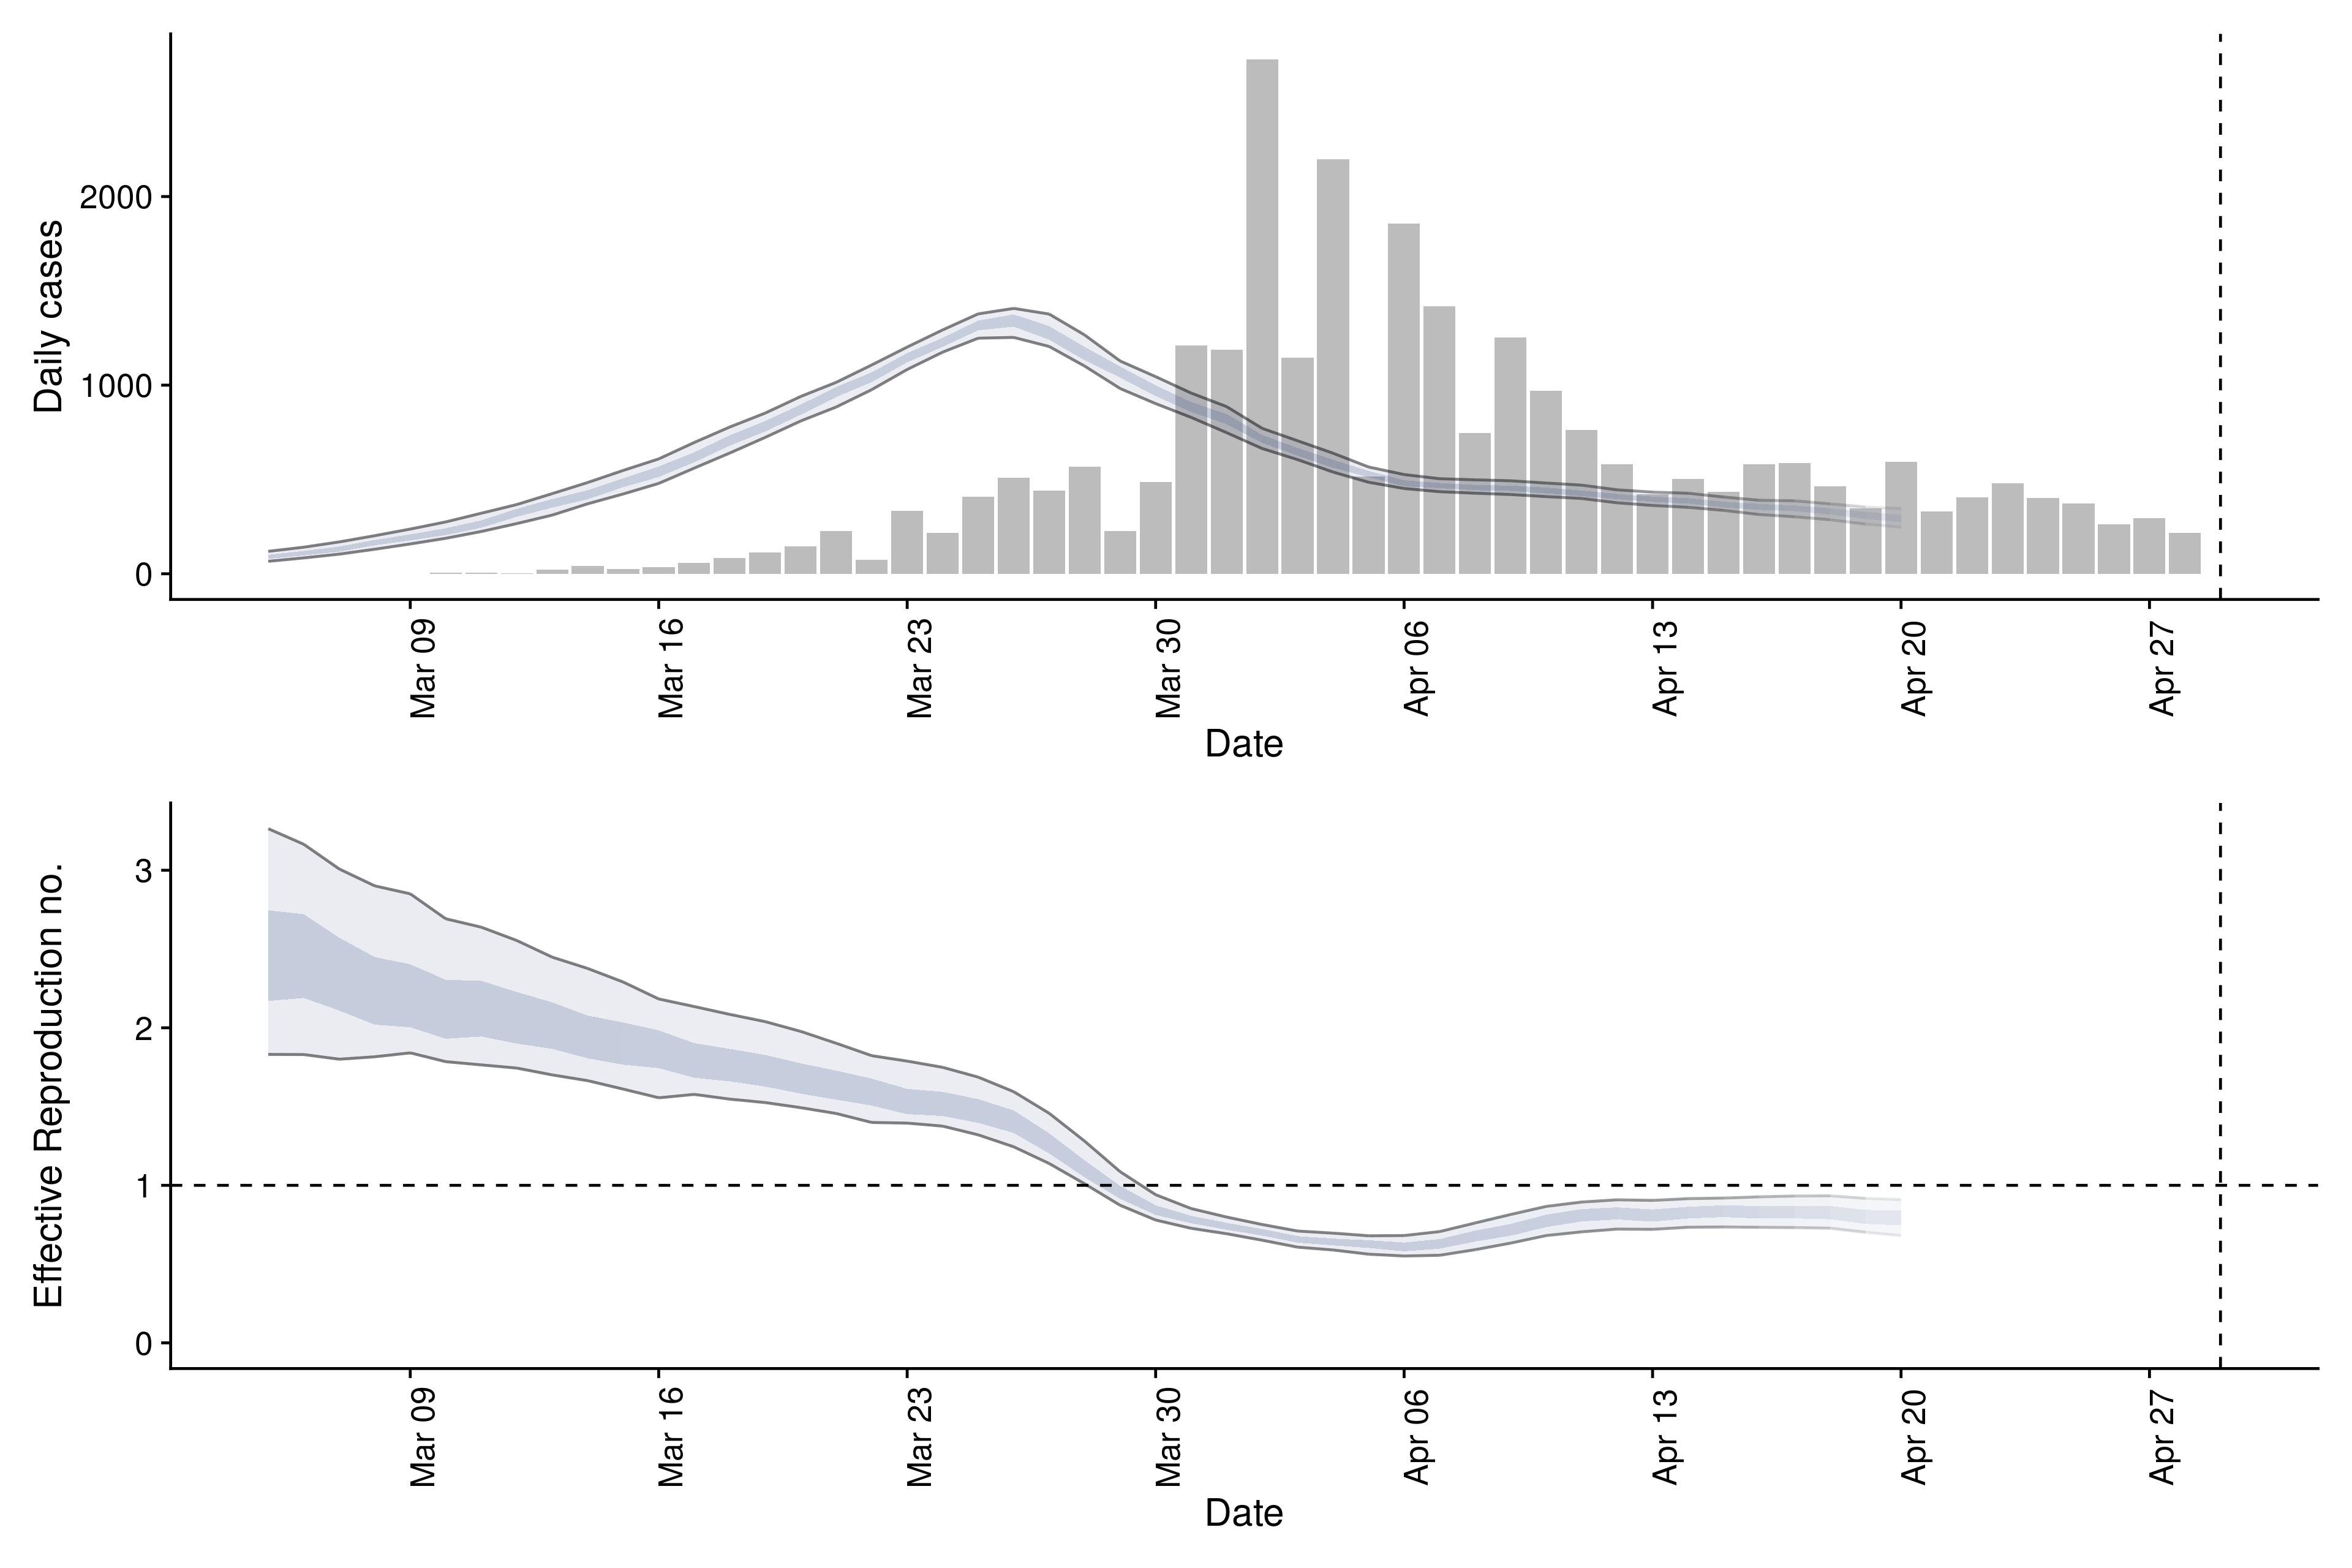 Daily cases
2000
1000
0
Mar 09
Mar 16
Mar 23
Mar 30
Apr 06
Apr 13
Apr 20
Apr 27
Date
Effective Reproduction no.
3
2
1
0
Mar 09
Mar 16
Mar 23
Mar 30
Apr 06
Apr 13
Apr 20
Apr 27
Date